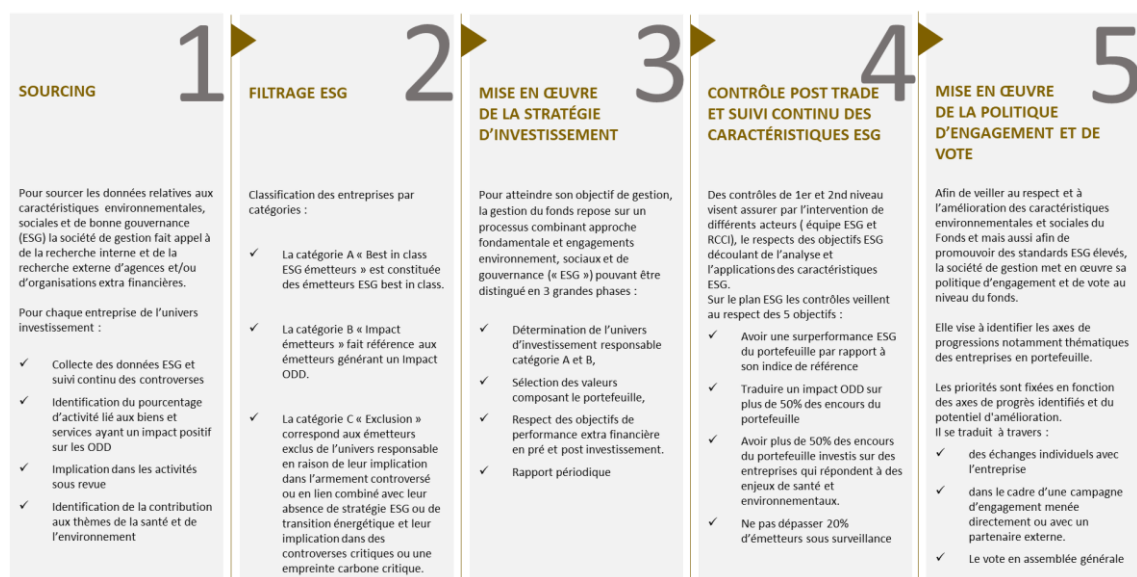 1
SOURCING
Pour sourcer les données relatives aux
caractéristiques environnementales,
sociales et de bonne gouvernance
(ESG) la société de gestion fait appel à
de la recherche interne et de la
recherche externe d'agences et/ou
d'organisations extra financières.
Pour chaque entreprise de l'univers
investissement :
✓ Collecte des données ESG et
suivi continu des controverses
✓ Identification du pourcentage
d'activité lié aux biens et
services ayant un impact positif
sur les ODD
✓ Implication dans les activités
sous revue
✓ Identification de la contribution
aux thèmes de la santé et de
l'environnement
2
FILTRAGE ESG
Classification des entreprises par
catégories :
✓ La catégorie A « Best in class
ESG émetteurs » est constituée
des émetteurs ESG best in class.
✓ La catégorie B « Impact
émetteurs » fait référence aux
émetteurs générant un Impact
ODD.
✓ La catégorie C « Exclusion »
correspond aux émetteurs
exclus de l'univers responsable
en raison de leur implication
dans l'armement controversé
ou en lien combiné avec leur
absence de stratégie ESG ou de
transition énergétique et leur
implication dans des
controverses critiques ou une
empreinte carbone critique.
3
MISE EN ŒUVRE
DE LA STRATÉGIE
D'INVESTISSEMENT
Pour atteindre son objectif de gestion,
la gestion du fonds repose sur un
processus combinant approche
fondamentale et engagements
environnement, sociaux et de
gouvernance (« ESG ») pouvant être
distingué en 3 grandes phases :
✓ Détermination de l'univers
d'investissement responsable
catégorie A et B,
✓ Sélection des valeurs
composant le portefeuille,
✓ Respect des objectifs de
performance extra financière
en pré et post investissement.
✓ Rapport périodique
4
CONTRÔLE POST TRADE
ET SUIVI CONTINU DES
CARACTÉRISTIQUES ESG
Des contrôles de 1er et 2nd niveau
visent assurer par l'intervention de
différents acteurs ( équipe ESG et
RCCI), le respects des objectifs ESG
découlant de l'analyse et
l'applications des caractéristiques
ESG.
Sur le plan ESG les contrôles veillent
au respect des 5 objectifs :
✓ Avoir une surperformance ESG
du portefeuille par rapport à
son indice de référence
✓ Traduire un impact ODD sur
plus de 50% des encours du
portefeuille
✓ Avoir plus de 50% des encours
du portefeuille investis sur des
entreprises qui répondent à des
enjeux de santé et
environnementaux.
✓ Ne pas dépasser 20%
d'émetteurs sous surveillance
5
MISE EN ŒUVRE
DE LA POLITIQUE
D'ENGAGEMENT ET DE
VOTE
Afin de veiller au respect et à
l'amélioration des caractéristiques
environnementales et sociales du
Fonds et mais aussi afin de
promouvoir des standards ESG élevés,
la société de gestion met en œuvre sa
politique d'engagement et de vote au
niveau du fonds.
Elle vise à identifier les axes de
progressions notamment thématiques
des entreprises en portefeuille.
Les priorités sont fixées en fonction
des axes de progrès identifiés et du
potentiel d'amélioration.
Il se traduit à travers :
✓ des échanges individuels avec
l'entreprise
✓ dans le cadre d'une campagne
d'engagement menée
directement ou avec un
partenaire externe.
✓ Le vote en assemblée générale